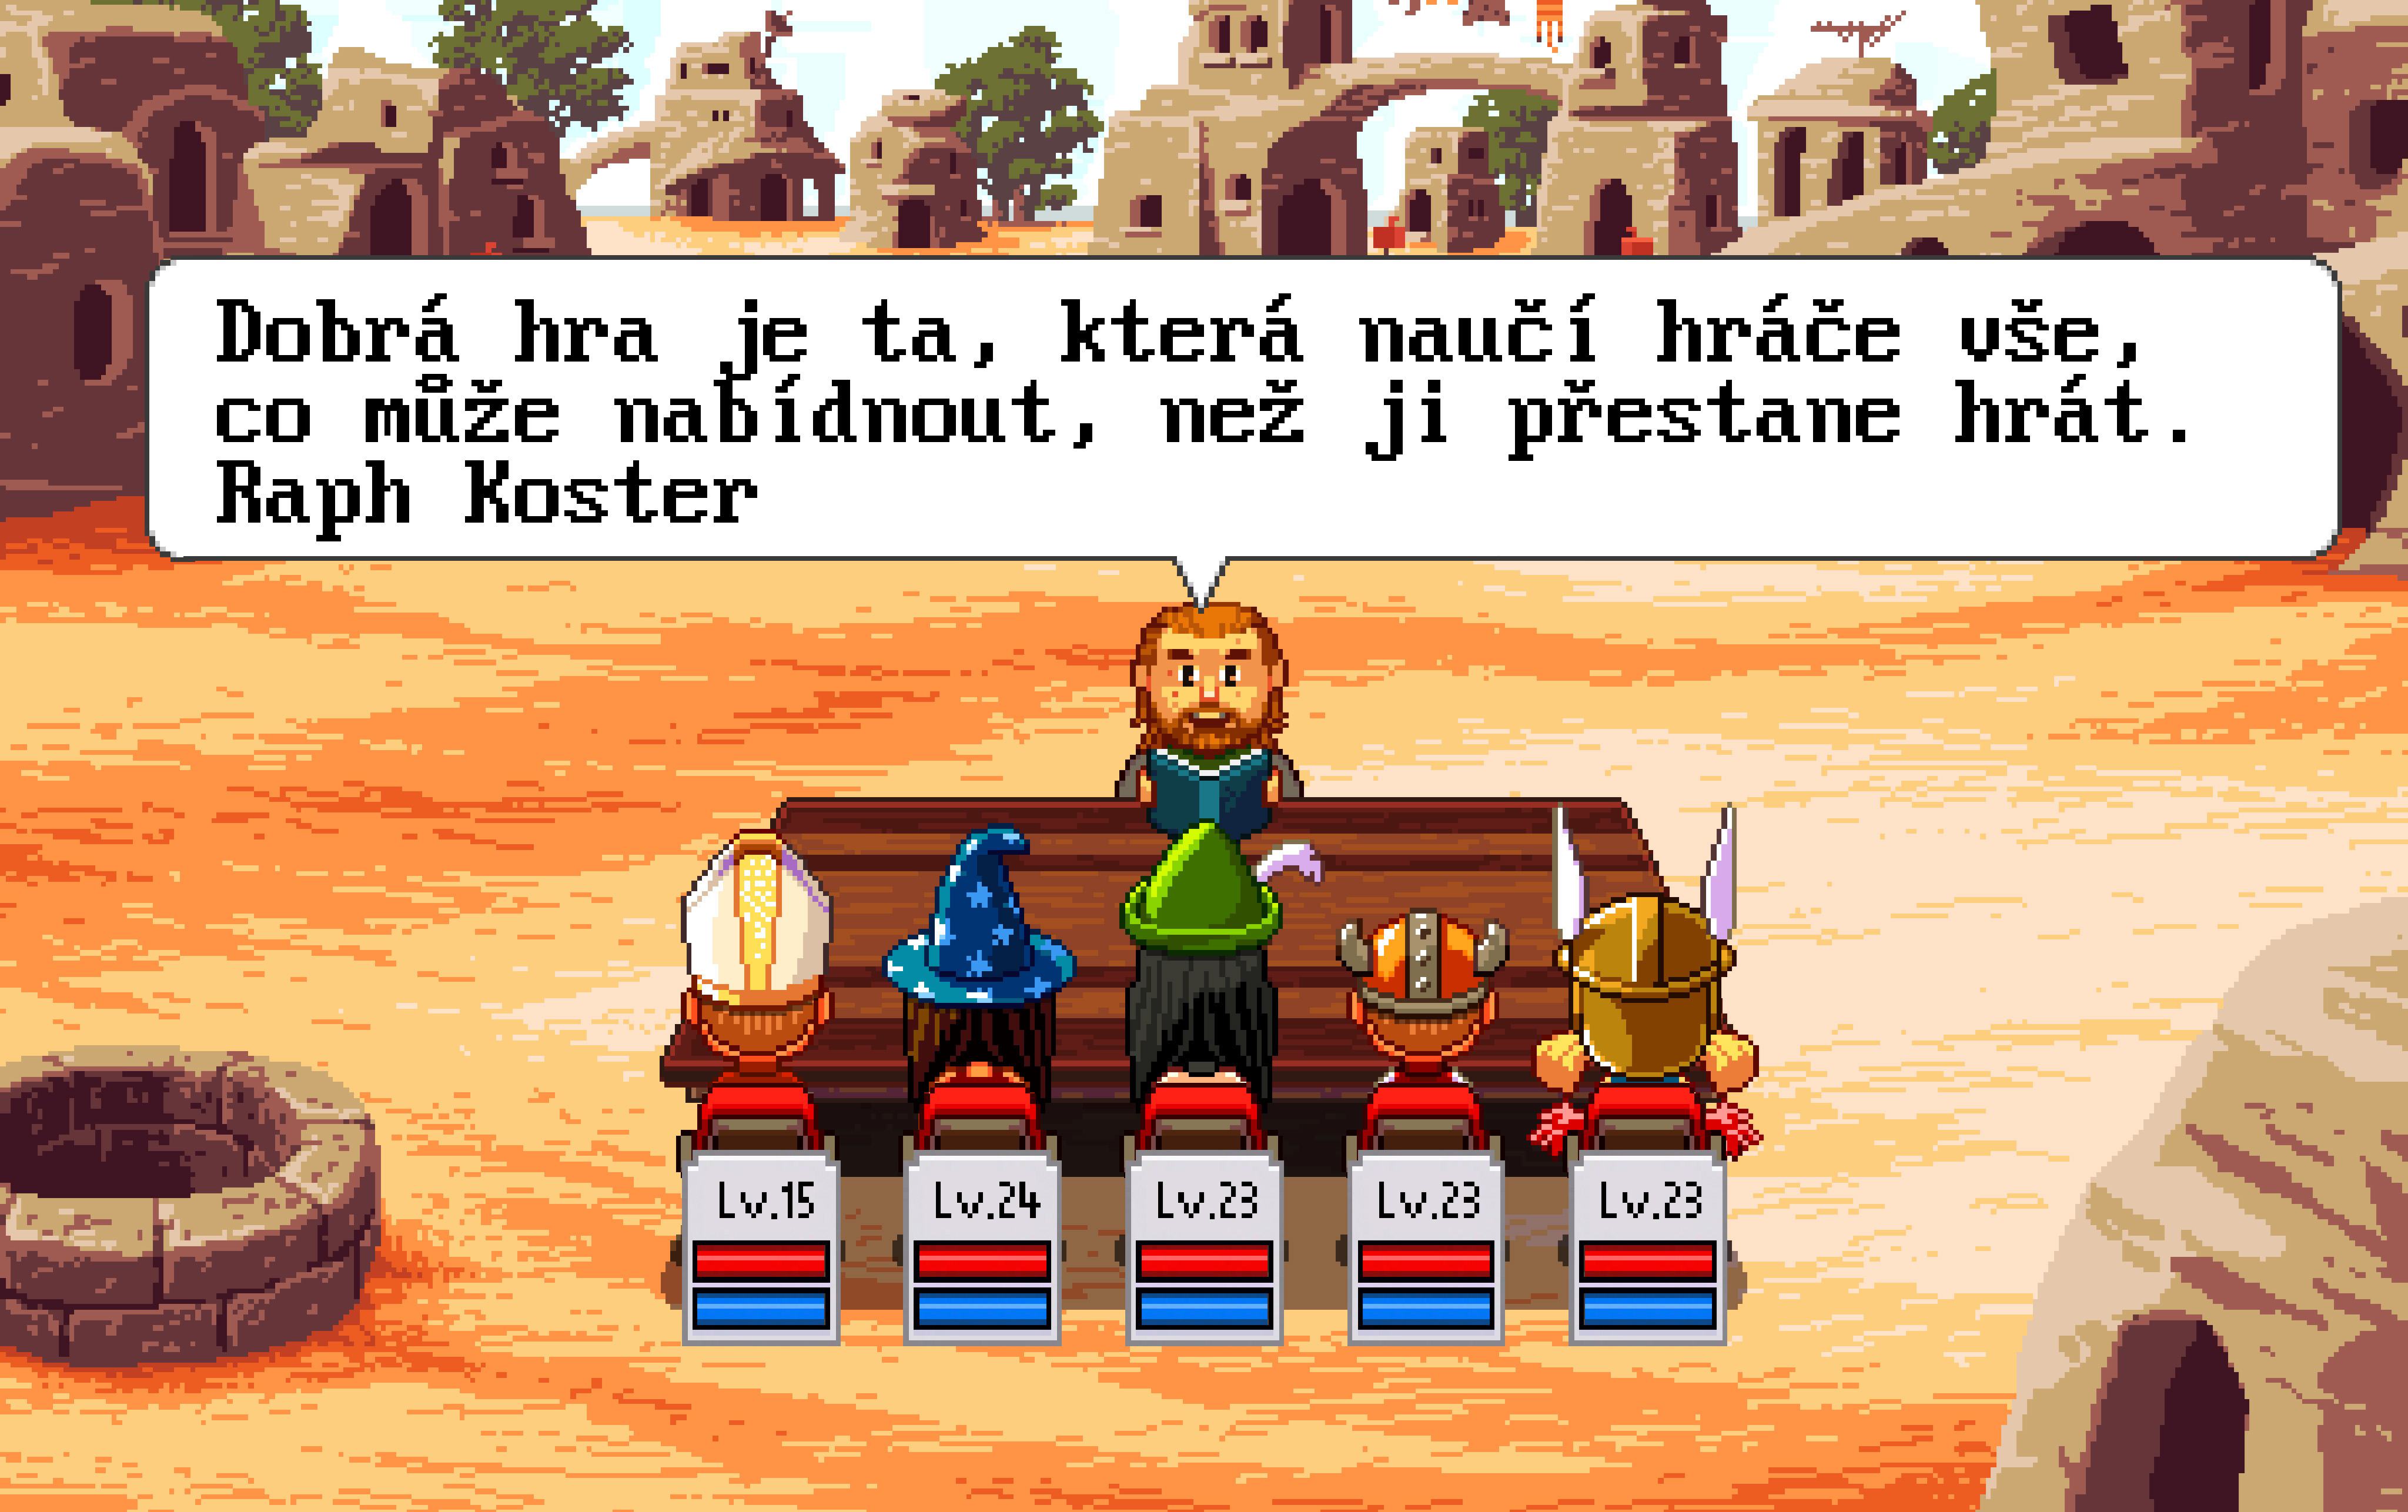 Dobrá hra je ta, která naučí hráče vše,
co může nabídnout, než ji přestane hrát.
Raph Koster
Lv.15 Lv.24 Lv.23 Lv.23 Lv.23